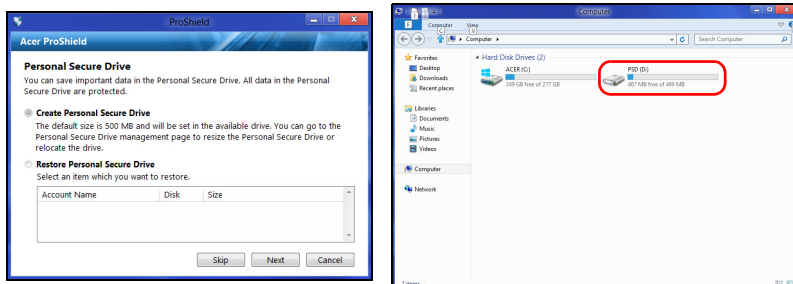 ProShield
Acer ProShield
Personal Secure Drive
You can save important data in the Personal Secure Drive. All data in the Personal
Secure Drive are protected.
Create Personal Secure Drive
The default size is 500 MB and will be set in the available drive. You can go to the
Personal Secure Drive management page to resize the Personal Secure Drive or
relocate the drive.
Restore Personal Secure Drive
Select an item which you want to restore.
Account Name Disk Size
Skip Next Cancel
Computer
F Computer View
C V
Computer
Search Computer
Favorites
Desktop
Downloads
Recent places
Libraries
Documents
Music
Pictures
Videos
Computer
Network
Hard Disk Drives (2)
ACER (C:)
249 GB free of 277 GB
PSD (D:)
467 MB free of 499 MB